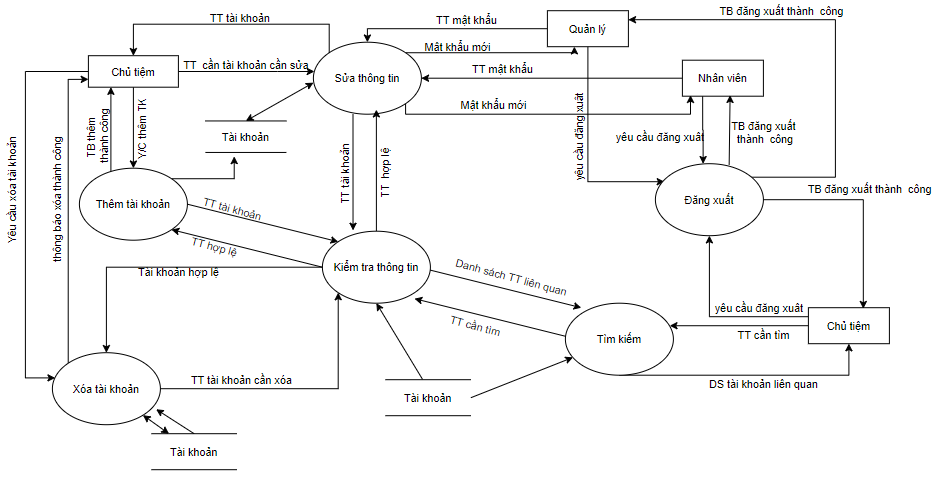 TT tài khoản
TT mật khẩu
TB đăng xuất thành công
Quản lý
Mật khẩu mới
Chủ tiệm
TT cần tài khoản cần sửa
Sửa thông tin
TT mật khẩu
Nhân viên
Mật khẩu mới
Tài khoản
TB thêm
thành công
Y/C thêm TK
yêu cầu đăng xuất
yêu cầu đăng xuất
TB đăng xuất
thành công
Yêu cầu xóa tài khoản
thông báo xóa thành công
TT tài khoản
TT hợp lệ
Thêm tài khoản
TT tài khoản
Đăng xuất
TB đăng xuất thành công
TT hợp lệ
Tài khoản hợp lệ
Kiểm tra thông tin
Danh sách TT liên quan
yêu cầu đăng xuất
TT cần tìm
Chủ tiệm
TT cần tìm
Tìm kiếm
Xóa tài khoản
TT tài khoản cần xóa
DS tài khoản liên quan
Tài khoản
Tài khoản